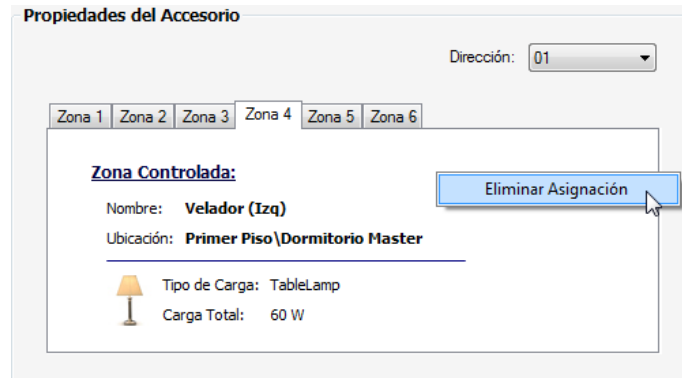 Propiedades del Accesorio
Dirección: 01
Zona 1 Zona 2 Zona 3 Zona 4 Zona 5 Zona 6
Zona Controlada:
Eliminar Asignación
Nombre: Velador (Izq)
Ubicación: Primer Piso\Dormitorio Master
Tipo de Carga: TableLamp
Carga Total: 60 W